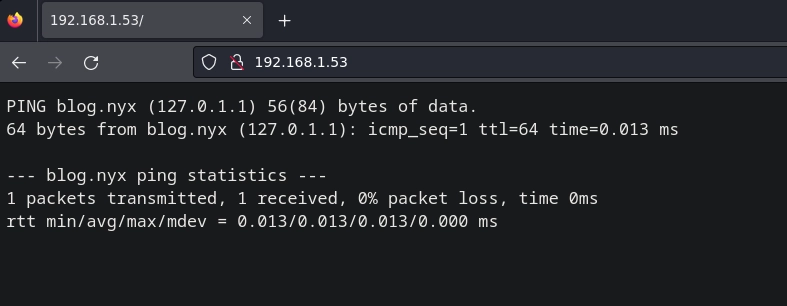 192.168.1.53/
192.168.1.53
PING blog.nyx (127.0.1.1) 56(84) bytes of data.
64 bytes from blog.nyx (127.0.1.1): icmp_seq=1 ttl=64 time=0.013 ms
--- blog.nyx ping statistics ---
1 packets transmitted, 1 received, 0% packet loss, time 0ms
rtt min/avg/max/mdev = 0.013/0.013/0.013/0.000 ms